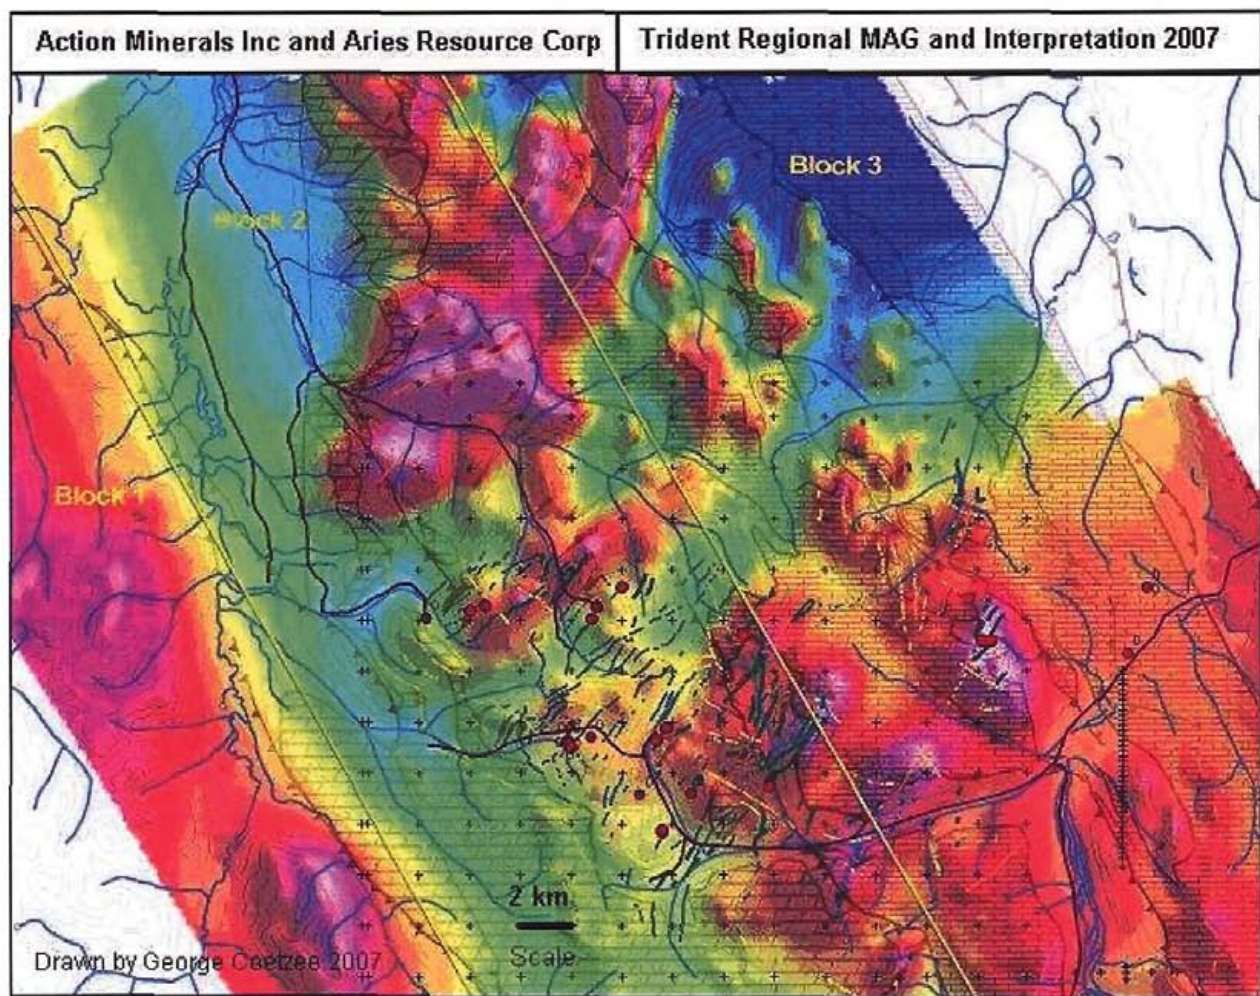 Action Minerals Inc and Aries Resource Corp
Trident Regional MAG and Interpretation 2007
Block 3
Block 2
Block 1
2 km
Scale
Drawn by George Coetzee 2007